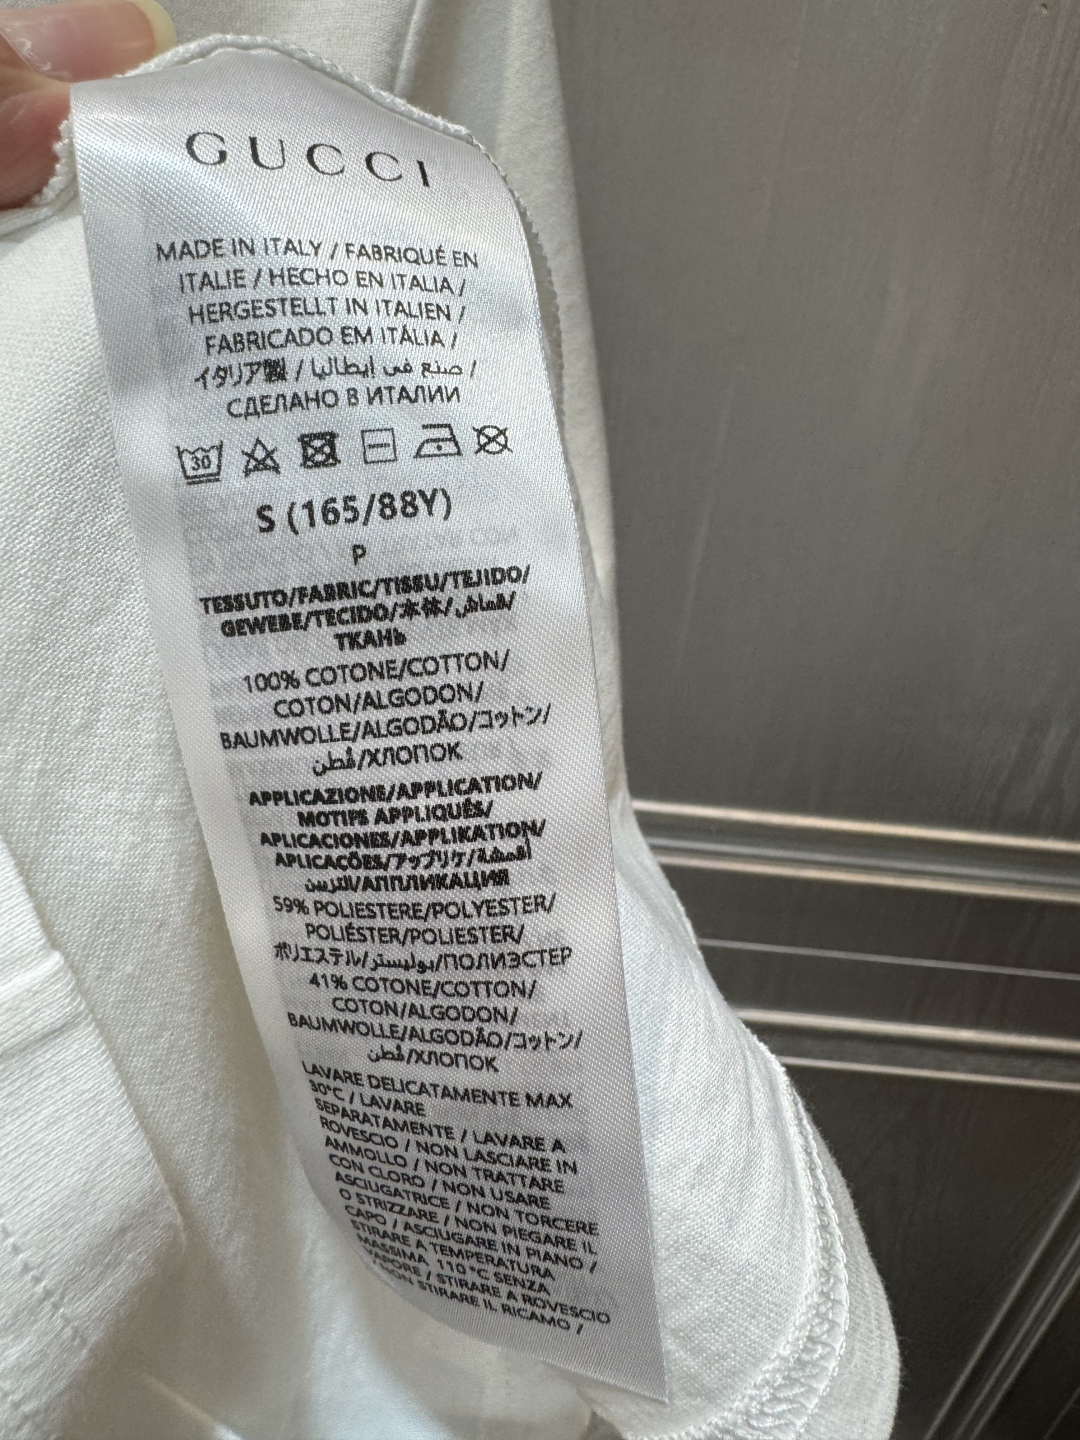 GUCCI
MADE IN ITALY / FABRIQUÉ EN
ITALIE / HECHO EN ITALIA /
HERGESTELLT IN ITALIEN /
FABRICADO EM ITÁLIA /
イタリア製 / صنع في ايطاليا /
СДЕЛАНО В ИТАЛИИ
30
S (165/88Y)
P
TESSUTO/FABRIC/TISSU/TEJIDO/
GEWEBE/TECIDO/本体/قماش/
ТКАНЬ
100% COTONE/COTTON/
COTON/ALGODON/
BAUMWOLLE/ALGODÃO/コットン/
قُطن/ХЛОПОК
APPLICAZIONE/APPLICATION/
MOTIFS APPLIQUÉS/
APLICACIONES/APPLIKATION/
APLICAÇÕES/アップリケ/أقمشة
التزيين/АППЛИКАЦИЯ
59% POLIESTERE/POLYESTER/
POLIÉSTER/POLIESTER/
ポリエステル/بوليستر/ПОЛИЭСТЕР
41% COTONE/COTTON/
COTON/ALGODON/
BAUMWOLLE/ALGODÃO/コットン/
قُطن/ХЛОПОК
LAVARE DELICATAMENTE MAX
30°C / LAVARE
SEPARATAMENTE / LAVARE A
ROVESCIO / NON LASCIARE IN
AMMOLLO / NON TRATTARE
CON CLORO / NON USARE
ASCIUGATRICE / NON TORCERE
O STRIZZARE / NON PIEGARE IL
CAPO / ASCIUGARE IN PIANO /
STIRARE A TEMPERATURA
MASSIMA 110°C SENZA
VAPORE / STIRARE A ROVESCIO
/ NON STIRARE IL RICAMO /